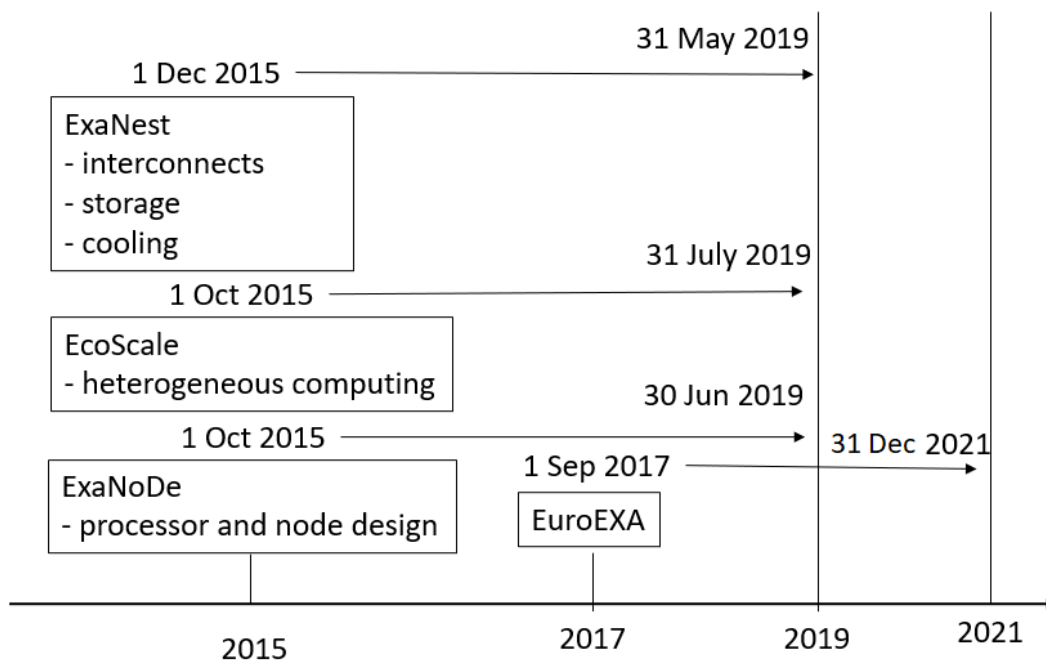 31 May 2019
1 Dec 2015
ExaNest
- interconnects
- storage
- cooling
31 July 2019
1 Oct 2015
EcoScale
- heterogeneous computing
30 Jun 2019
1 Oct 2015
31 Dec 2021
1 Sep 2017
ExaNoDe
- processor and node design
EuroEXA
2015
2017
2019
2021